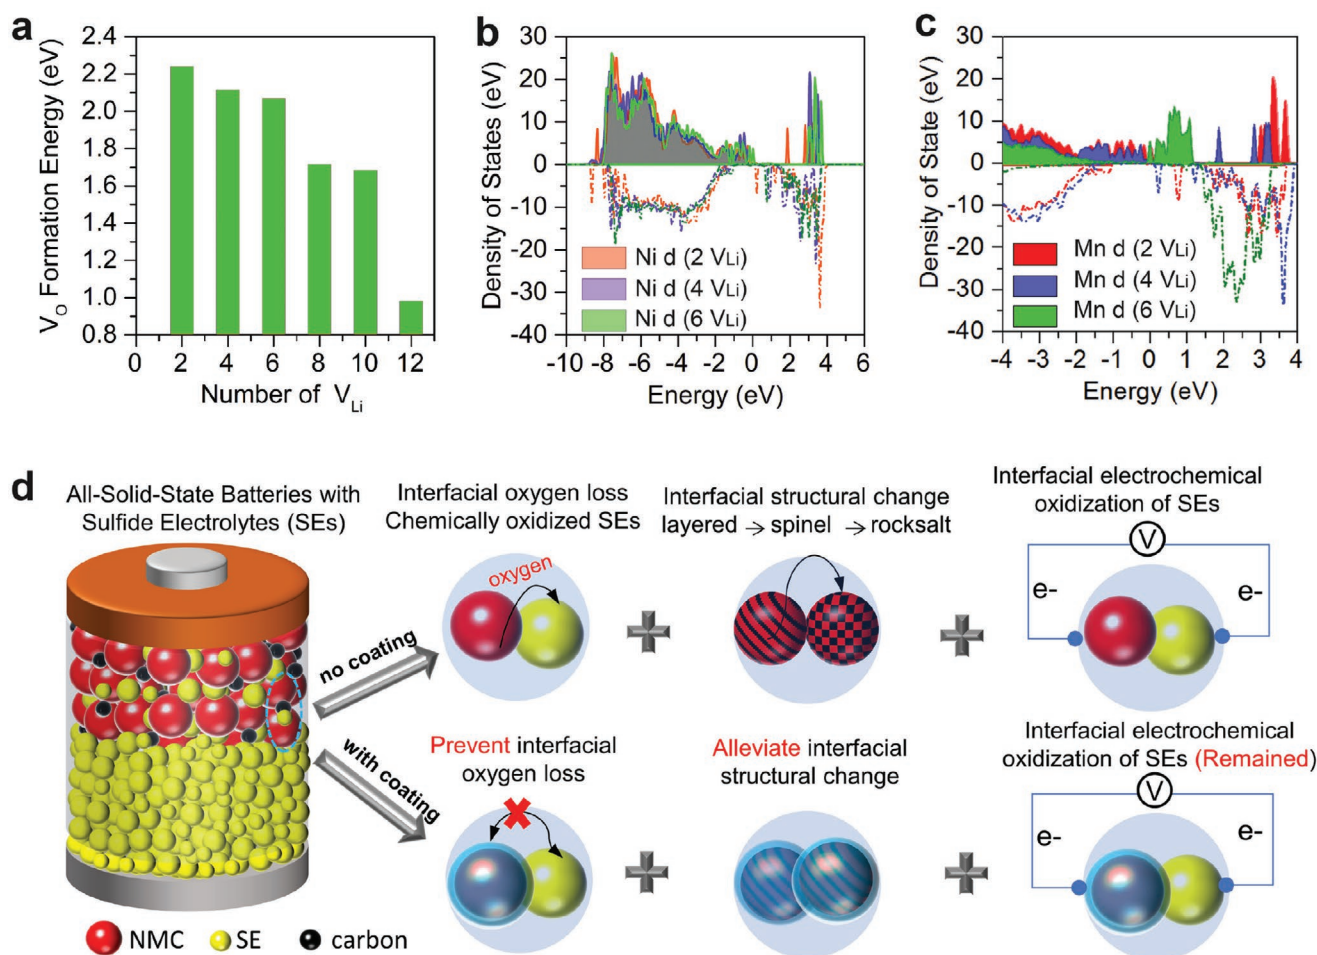 a
2.4
2.2
2.0
1.8
1.6
1.4
1.2
1.0
0.8
V_O Formation Energy (eV)
0 2 4 6 8 10 12
Number of V_Li
b
30
20
10
0
-10
-20
-30
-40
Density of States (eV)
Ni d (2 VLi)
Ni d (4 VLi)
Ni d (6 VLi)
-10 -8 -6 -4 -2 0 2 4 6
Energy (eV)
c
30
20
10
0
-10
-20
-30
-40
Density of State (eV)
Mn d (2 VLi)
Mn d (4 VLi)
Mn d (6 VLi)
-4 -3 -2 -1 0 1 2 3 4
Energy (eV)
d
All-Solid-State Batteries with
Sulfide Electrolytes (SEs)
NMC SE carbon
no coating
with coating
Interfacial oxygen loss
Chemically oxidized SEs
oxygen
Interfacial structural change
layered → spinel → rocksalt
Interfacial electrochemical
oxidization of SEs
V
e- e-
Prevent interfacial
oxygen loss
Alleviate interfacial
structural change
Interfacial electrochemical
oxidization of SEs (Remained)
V
e- e-